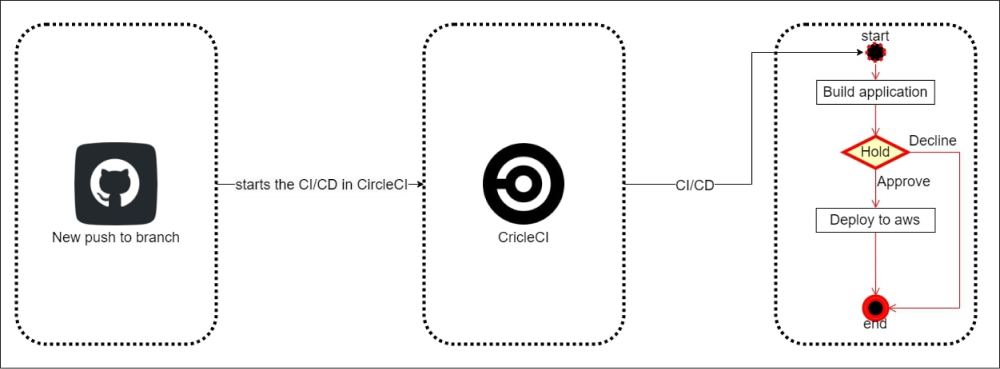 New push to branch
starts the CI/CD in CircleCI
CricleCI
CI/CD
start
Build application
Hold
Decline
Approve
Deploy to aws
end